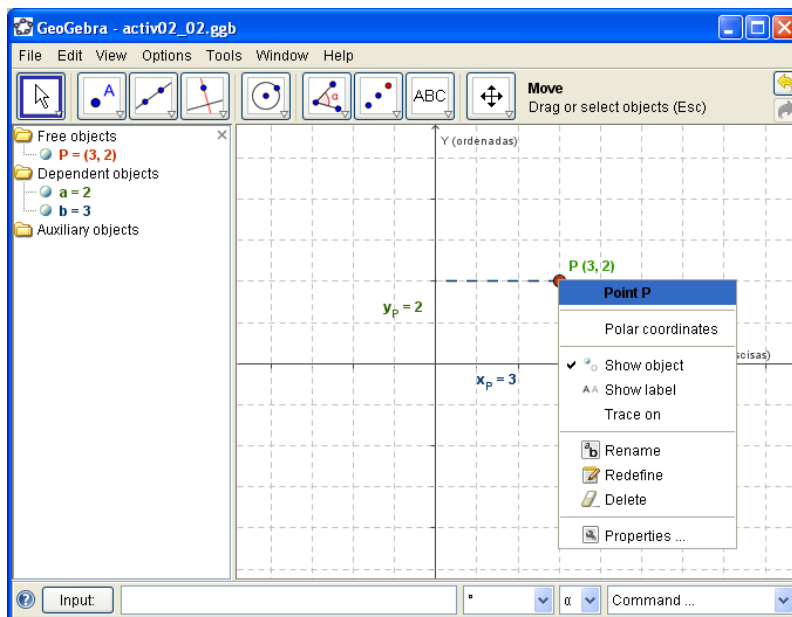 GeoGebra - activ02_02.ggb
File Edit View Options Tools Window Help
A
α
ABC
Move
Drag or select objects (Esc)
Free objects
P = (3, 2)
Dependent objects
a = 2
b = 3
Auxiliary objects
Y (ordenadas)
P (3, 2)
yP = 2
xP = 3
scisas)
Point P
Polar coordinates
Show object
AA Show label
Trace on
ab Rename
Redefine
Delete
Properties ...
? Input: ° α Command ...